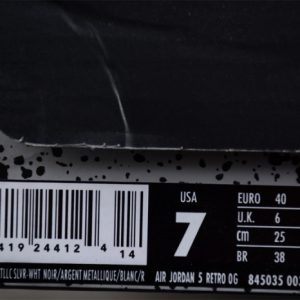 USA
7
EURO 40
U.K. 6
cm 25
BR 38
419 24412 4
14
TLLC SLVR-WHT NOIR/ARGENT METALLIQUE/BLANC/R AIR JORDAN 5 RETRO OG 845035 003